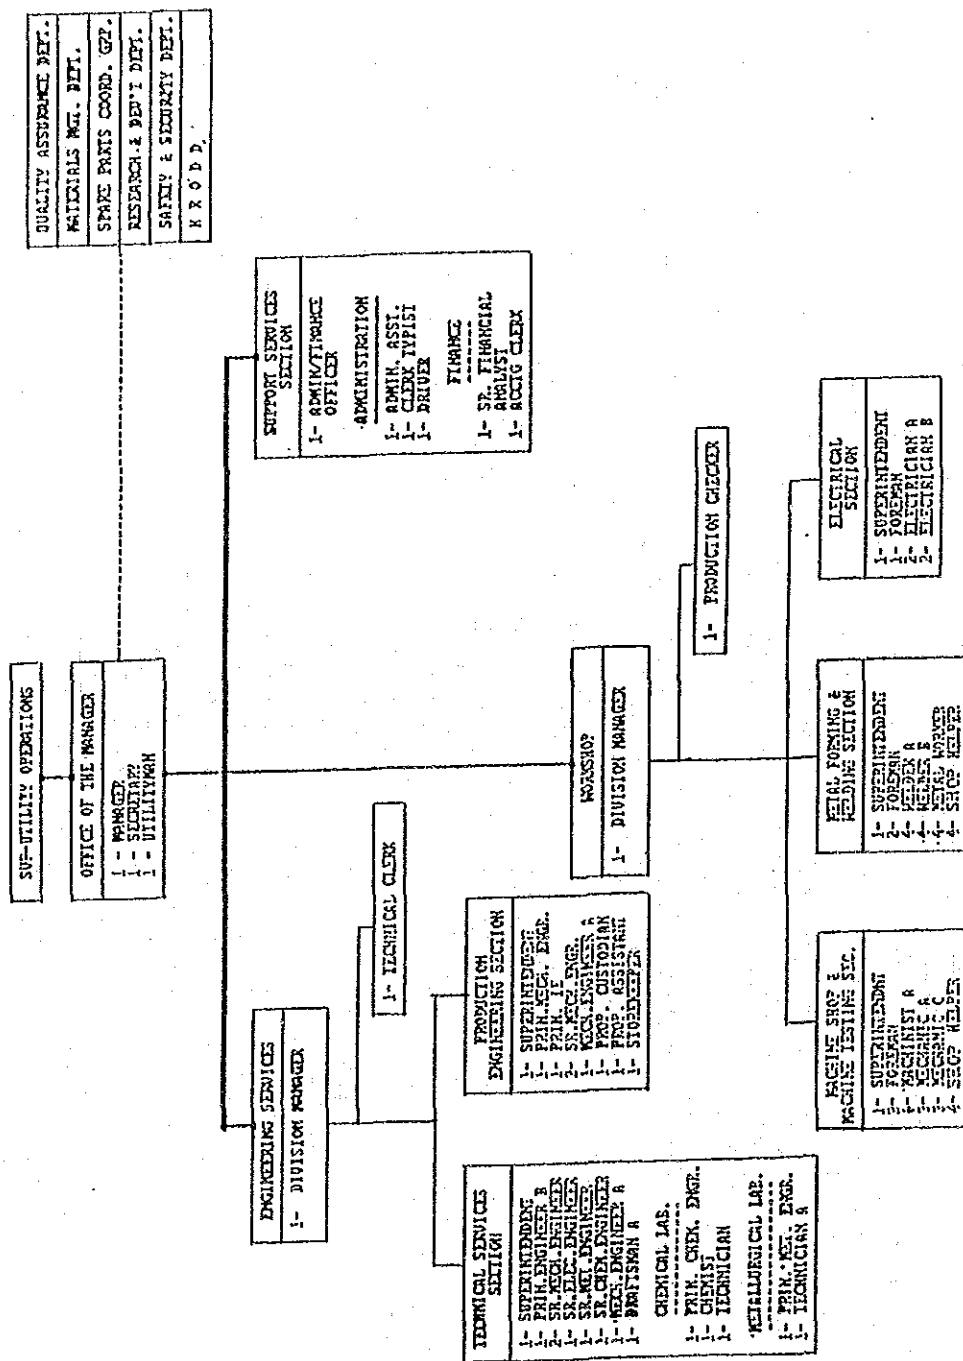 SVP-UTILITY OPERATIONS
OFFICE OF THE MANAGER
1 - MANAGER
1 - SECRETARY
1 - UTILITYMAN
QUALITY ASSURANCE DEPT.
MATERIALS MGT. DEPT.
SPARE PARTS COORD. GRP.
RESEARCH & DEV'T DEPT.
SAFETY & SECURITY DEPT.
ENGINEERING SERVICES
1- DIVISION MANAGER
1- TECHNICAL CLERK
TECHNICAL SERVICES
SECTION
1- SUPERINTENDENT
1- PRIN.ENGINEER B
2- SR.MECH.ENGINEER
1- SR.ELEC.ENGINEER
1- SR.MET.ENGINEER
1- SR.CHEM.ENGINEER
1- MECH.ENGINEER A
1- DRAFTSMAN A
CHEMICAL LAB.
1- PRIN. CHEM. ENGR.
1- CHEMIST
1- TECHNICIAN
METALLURGICAL LAB.
1- PRIN. MET. ENGR.
1- TECHNICIAN A
PRODUCTION
ENGINEERING SECTION
1- SUPERINTENDENT
1- PRIN.MECH. ENGR.
1- PRIN. IE
2- SR.MECH.ENGR.
1- MECH.ENGINEER A
1- PROP. CUSTODIAN
1- PROP. ASSISTANT
1- STOREKEEPER
WORKSHOP
1- DIVISION MANAGER
1- PRODUCTION CHECKER
MACHINE SHOP &
MACHINE TESTING SEC.
1- SUPERINTENDENT
3- FOREMAN
MACHINIST A
MECHANIC A
MECHANIC C
4- SHOP HELPER
METAL FORMING &
WELDING SECTION
1- SUPERINTENDENT
2- FOREMAN
WELDER A
4- WELDER B
4- METAL WORKER
4- SHOP HELPER
ELECTRICAL
SECTION
1- SUPERINTENDENT
1- FOREMAN
2- ELECTRICIAN A
2- ELECTRICIAN B
SUPPORT SERVICES
SECTION
1- ADMIN/FINANCE
OFFICER
ADMINISTRATION
1- ADMIN. ASST.
1- CLERK TYPIST
1- DRIVER
FINANCE
1- SR. FINANCIAL
ANALYST
1- ACCTG CLERK